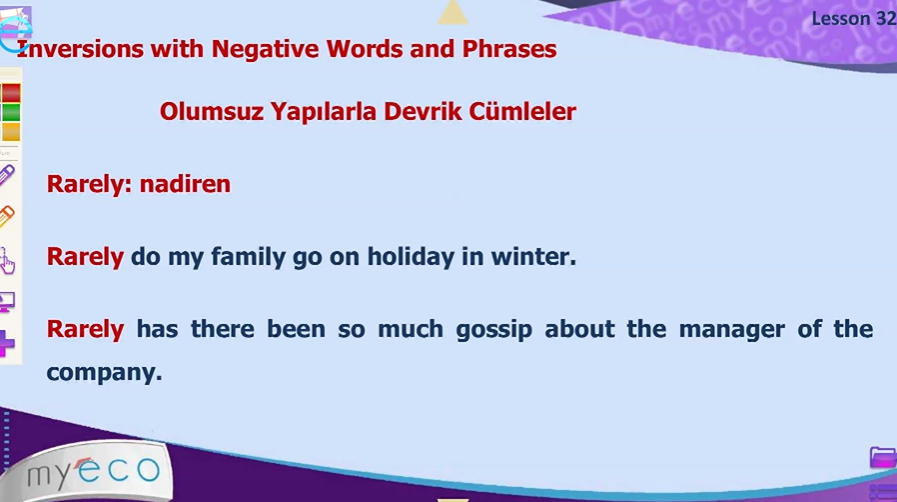 Lesson 32
Inversions with Negative Words and Phrases
Olumsuz Yapılarla Devrik Cümleler
Rarely: nadiren
Rarely do my family go on holiday in winter.
Rarely has there been so much gossip about the manager of the
company.
myeco